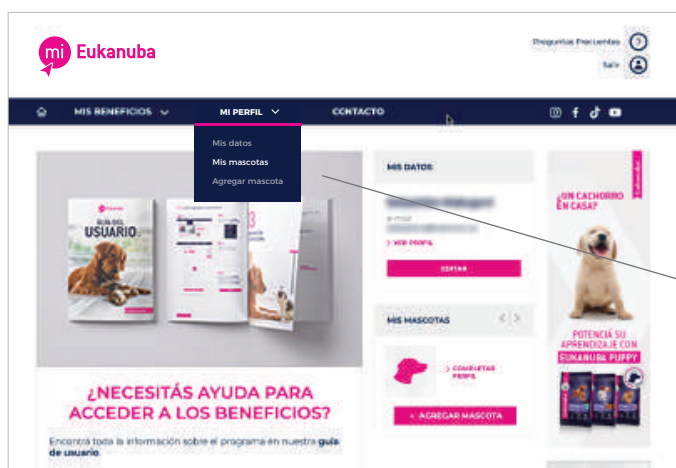 mi Eukanuba
Preguntas Frecuentes
Salir
MIS BENEFICIOS
MI PERFIL
CONTACTO
Mis datos
Mis mascotas
Agregar mascota
Eukanuba
GUÍA DEL
USUARIO
¿NECESITÁS AYUDA PARA
ACCEDER A LOS BENEFICIOS?
Encontrá toda la información sobre el programa en nuestra guía
de usuario.
MIS DATOS
e-mail
> VER PERFIL
EDITAR
MIS MASCOTAS
> COMPLETAR
PERFIL
+ AGREGAR MASCOTA
Eukanuba
¿UN CACHORRO
EN CASA?
POTENCIÁ SU
APRENDIZAJE CON
EUKANUBA PUPPY